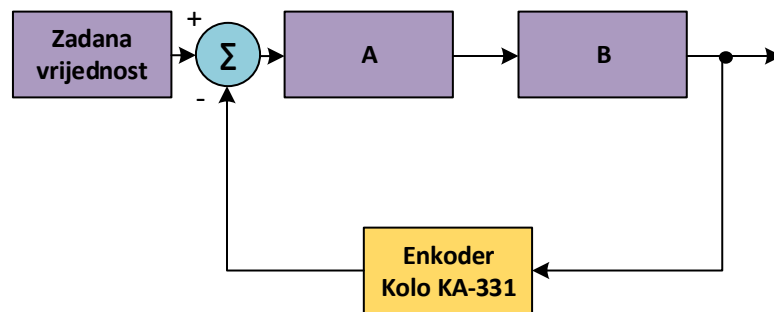 Zadana
vrijednost
+
-
Σ
A
B
Enkoder
Kolo KA-331